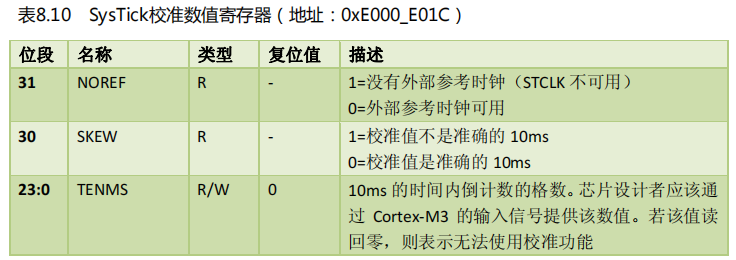 表8.10 SysTick校准数值寄存器（地址：0xE000_E01C）
位段 名称 类型 复位值 描述
31 NOREF R - 1=没有外部参考时钟（STCLK 不可用）
0=外部参考时钟可用
30 SKEW R - 1=校准值不是准确的 10ms
0=校准值是准确的 10ms
23:0 TENMS R/W 0 10ms 的时间内倒计数的格数。芯片设计者应该通
过 Cortex-M3 的输入信号提供该数值。若该值读
回零，则表示无法使用校准功能